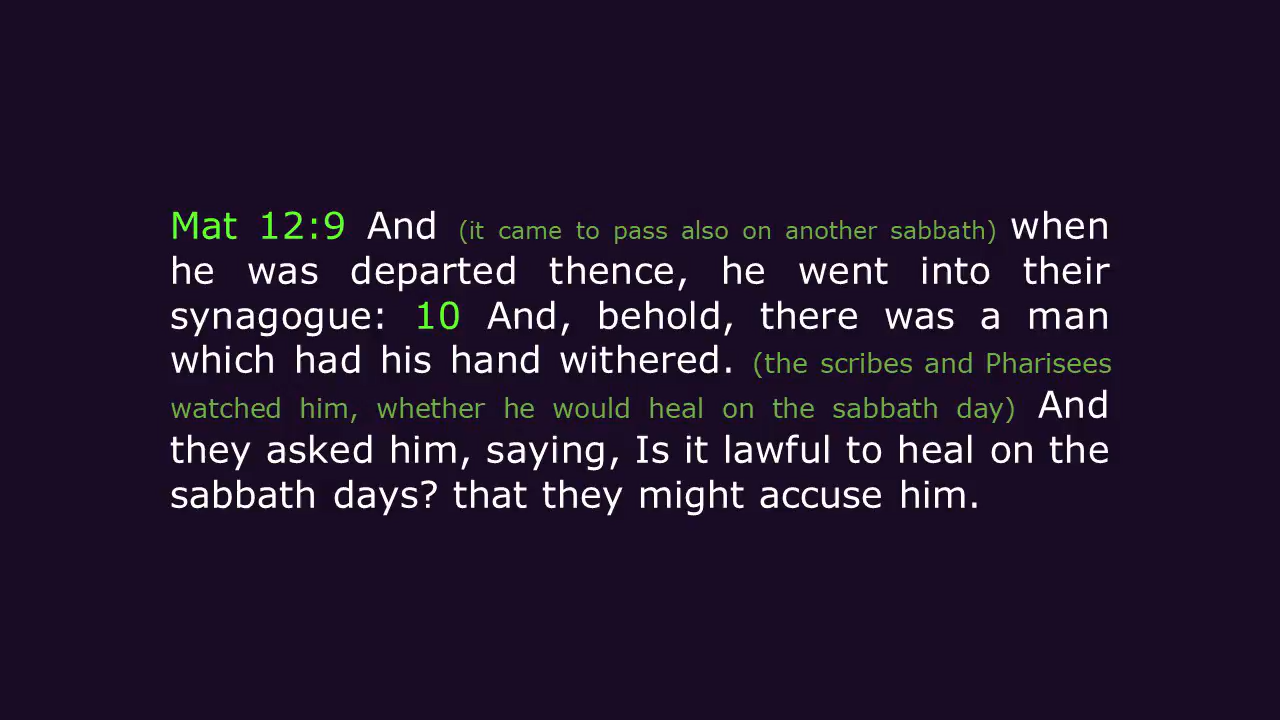 Mat 12:9 And (it came to pass also on another sabbath) when
he was departed thence, he went into their
synagogue: 10 And, behold, there was a man
which had his hand withered. (the scribes and Pharisees
watched him, whether he would heal on the sabbath day) And
they asked him, saying, Is it lawful to heal on the
sabbath days? that they might accuse him.